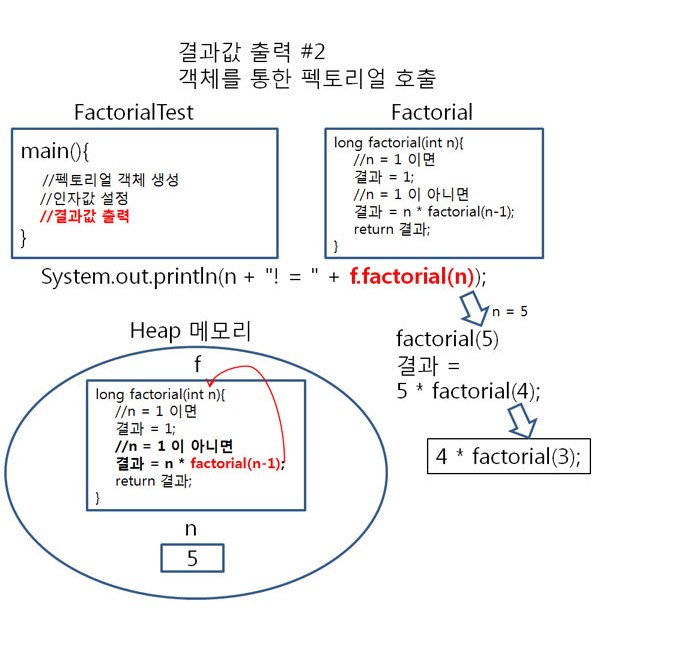 결과값 출력 #2
객체를 통한 펙토리얼 호출
FactorialTest
main(){
//펙토리얼 객체 생성
//인자값 설정
//결과값 출력
}
Factorial
long factorial(int n){
//n = 1 이면
결과 = 1;
//n = 1 이 아니면
결과 = n * factorial(n-1);
return 결과;
}
System.out.println(n + "! = " + f.factorial(n));
n = 5
factorial(5)
결과 =
5 * factorial(4);
4 * factorial(3);
Heap 메모리
f
long factorial(int n){
//n = 1 이면
결과 = 1;
//n = 1 이 아니면
결과 = n * factorial(n-1);
return 결과;
}
n
5